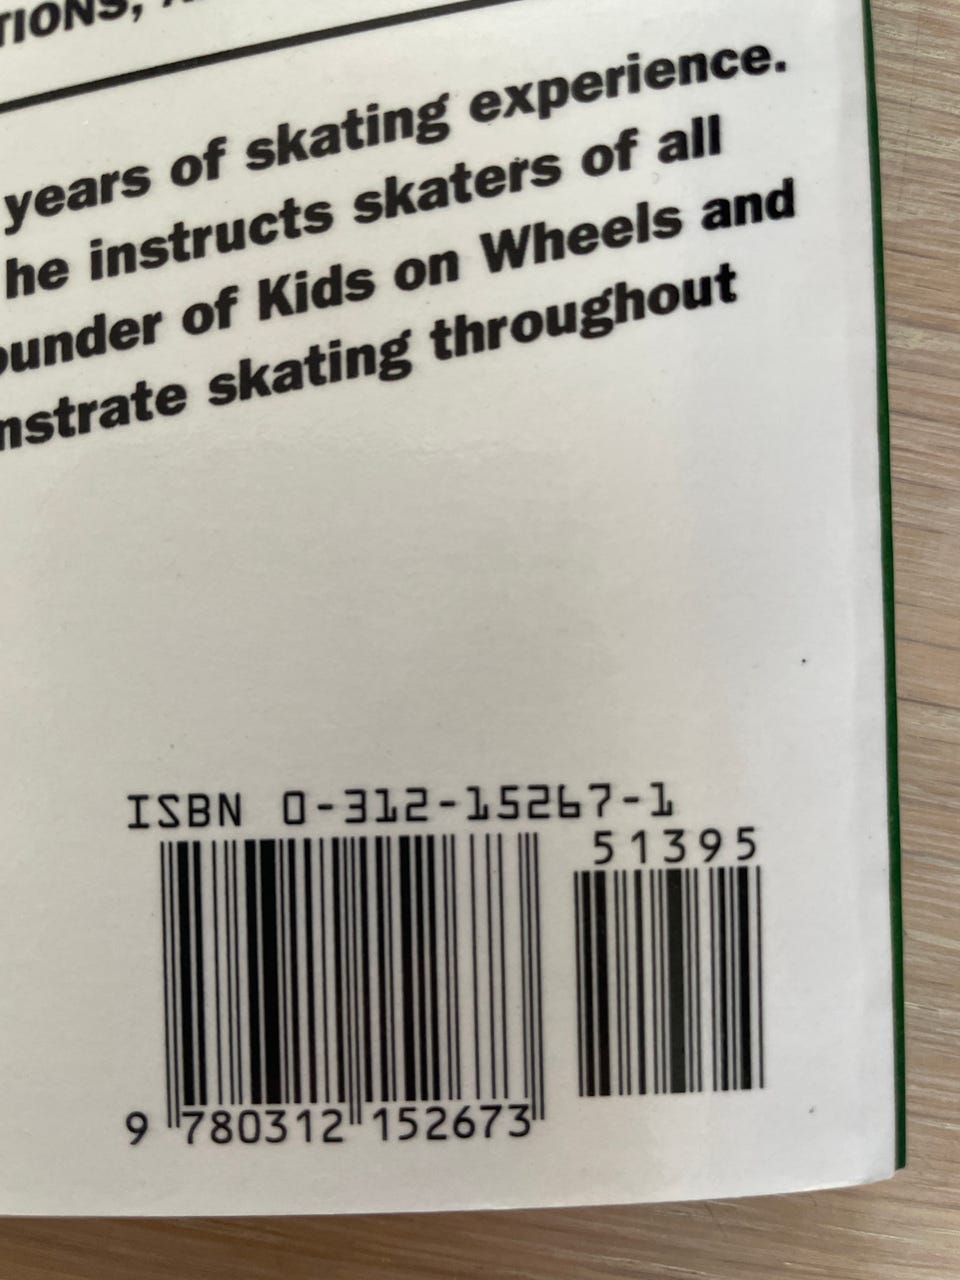 TIONS,
years of skating experience.
he instructs skaters of all
ounder of Kids on Wheels and
nstrate skating throughout
ISBN 0-312-15267-1
51395
9 780312 152673